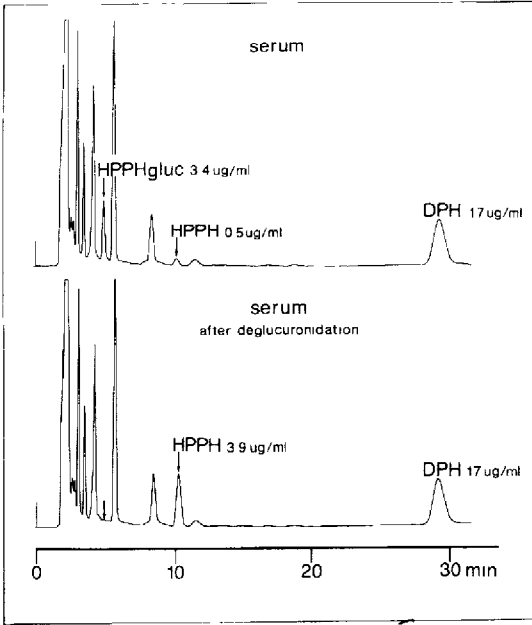 serum
HPPHgluc 3 4 ug/ml
HPPH 0 5 ug/ml
DPH 17 ug/ml
serum
after deglucuronidation
HPPH 3 9 ug/ml
DPH 17 ug/ml
0 10 20 30 min